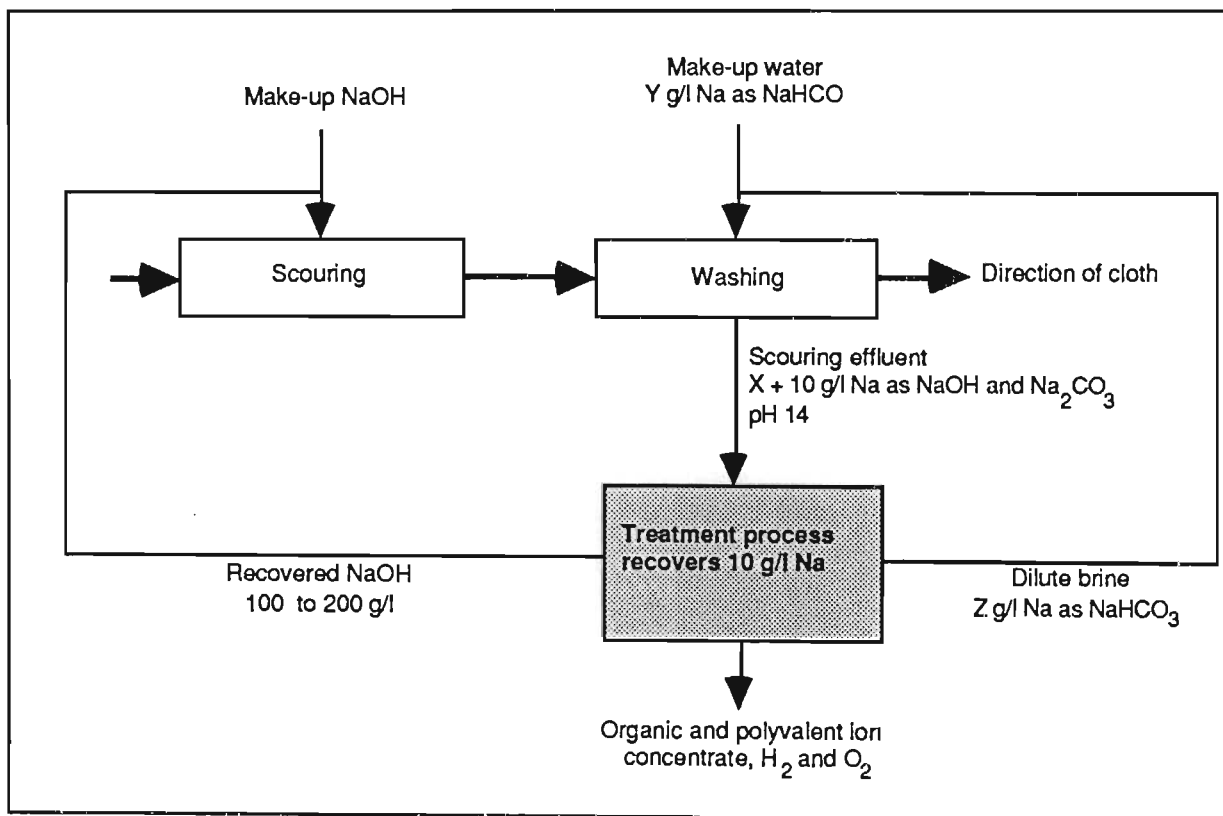 Make-up NaOH
Make-up water
Y g/l Na as NaHCO
Scouring
Washing
Direction of cloth
Scouring effluent
X + 10 g/l Na as NaOH and Na2CO3
pH 14
Treatment process
recovers 10 g/l Na
Recovered NaOH
100 to 200 g/l
Dilute brine
Z g/l Na as NaHCO3
Organic and polyvalent ion
concentrate, H2 and O2